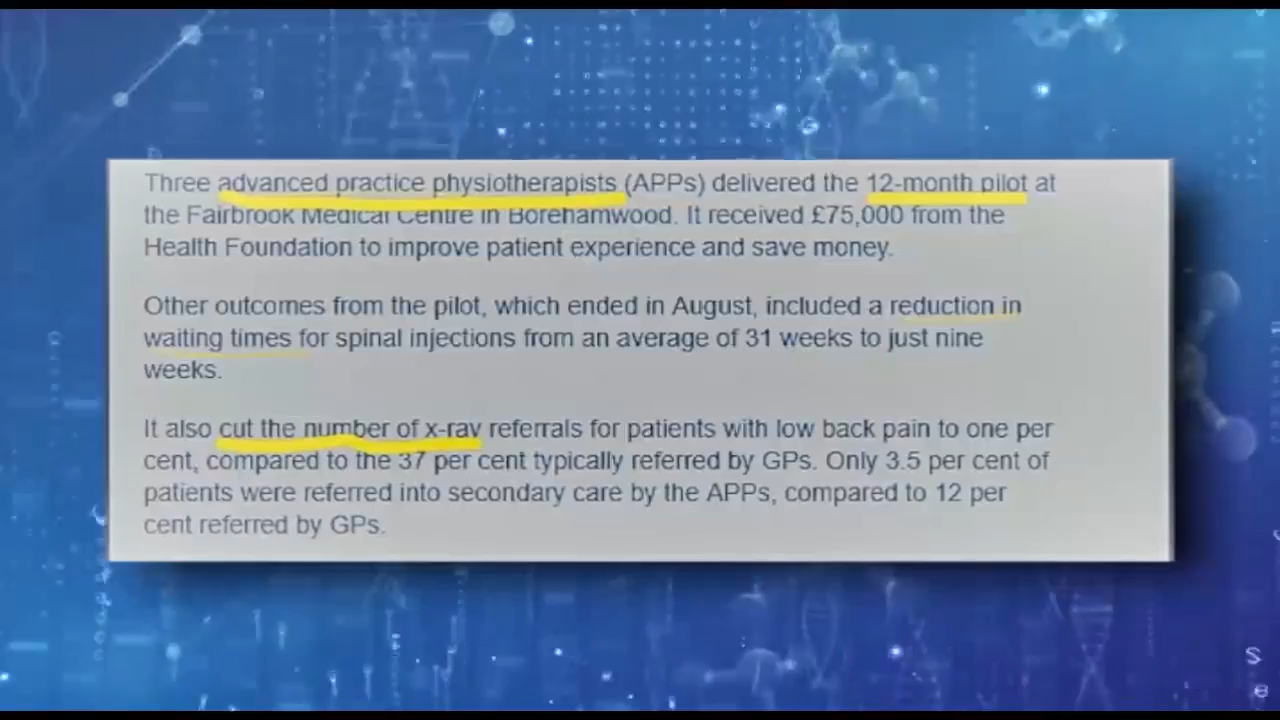 Three advanced practice physiotherapists (APPs) delivered the 12-month pilot at
the Fairbrook Medical Centre in Borehamwood. It received £75,000 from the
Health Foundation to improve patient experience and save money.
Other outcomes from the pilot, which ended in August, included a reduction in
waiting times for spinal injections from an average of 31 weeks to just nine
weeks.
It also cut the number of x-ray referrals for patients with low back pain to one per
cent, compared to the 37 per cent typically referred by GPs. Only 3.5 per cent of
patients were referred into secondary care by the APPs, compared to 12 per
cent referred by GPs.